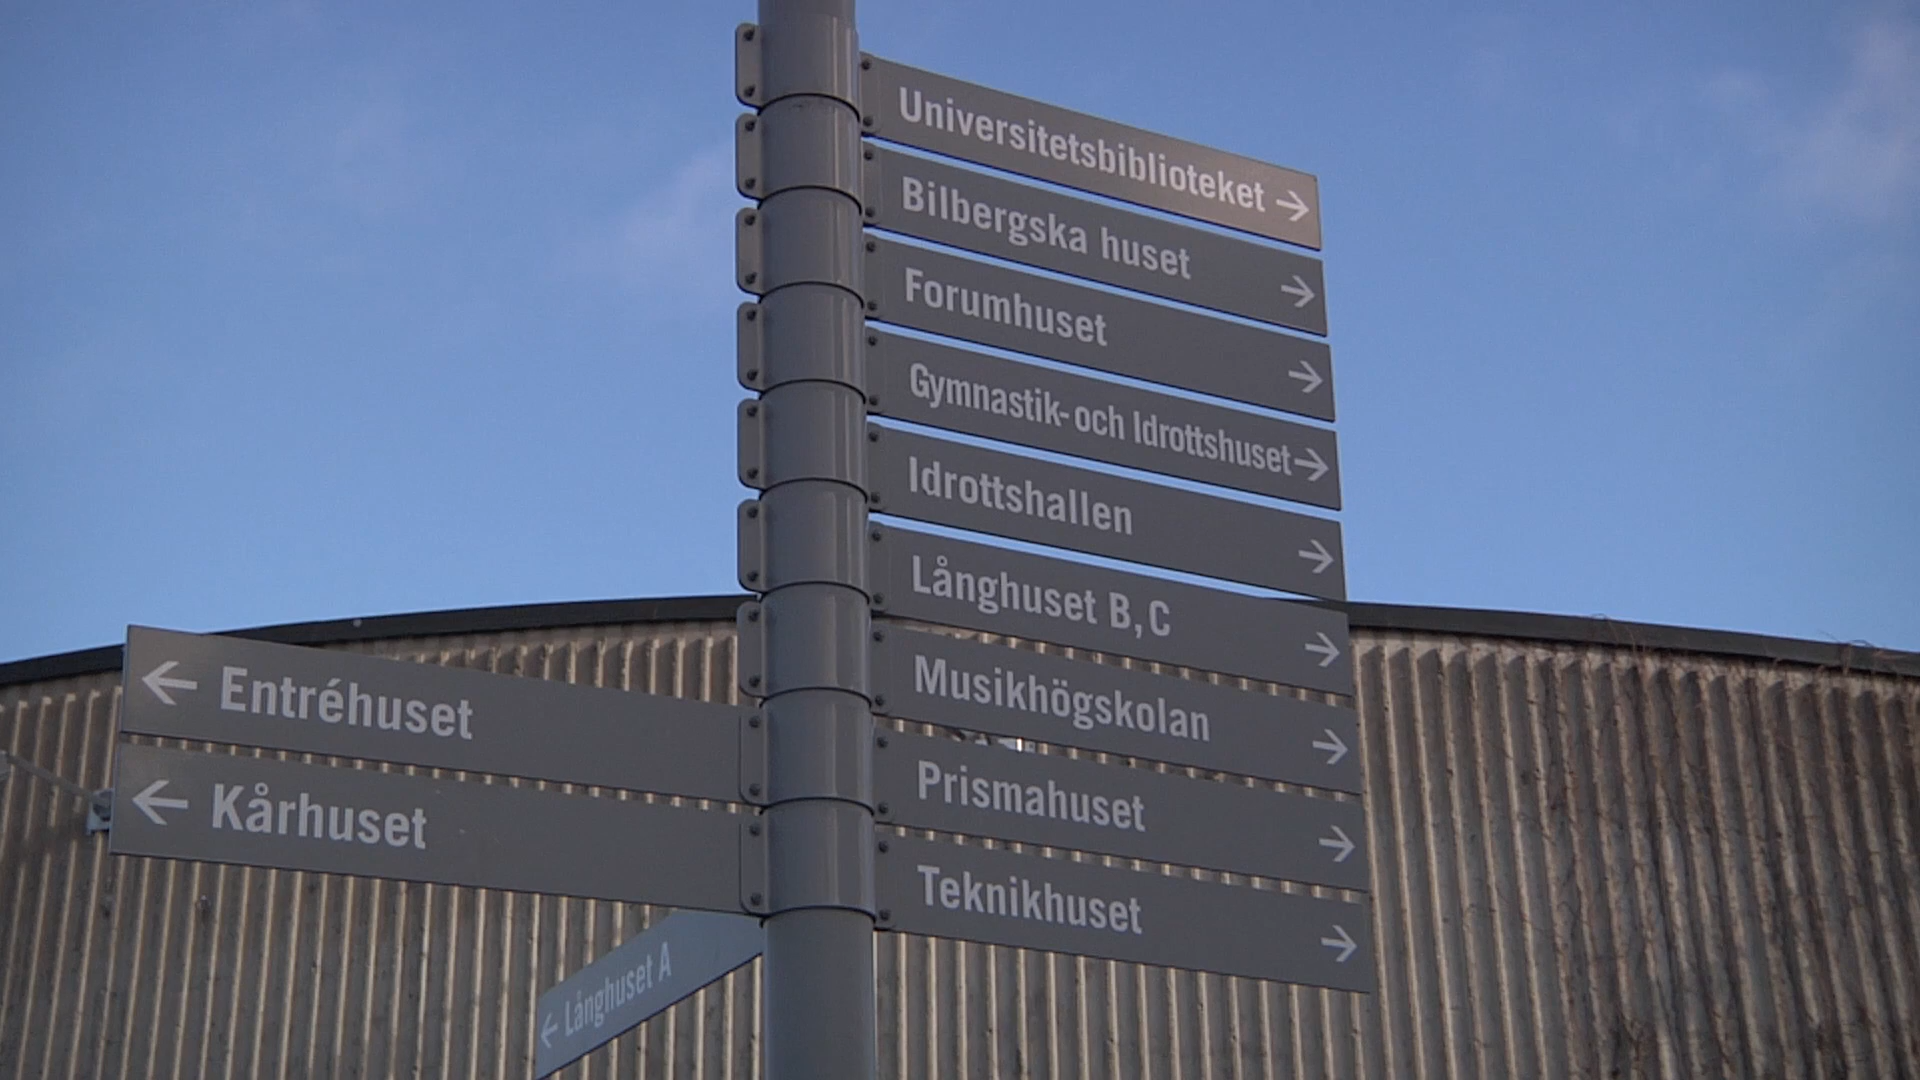 Universitetsbiblioteket →
Bilbergska huset →
Forumhuset →
Gymnastik- och Idrottshuset →
Idrottshallen →
Långhuset B, C →
Musikhögskolan →
Prismahuset →
Teknikhuset →
← Entréhuset
← Kårhuset
← Långhuset A